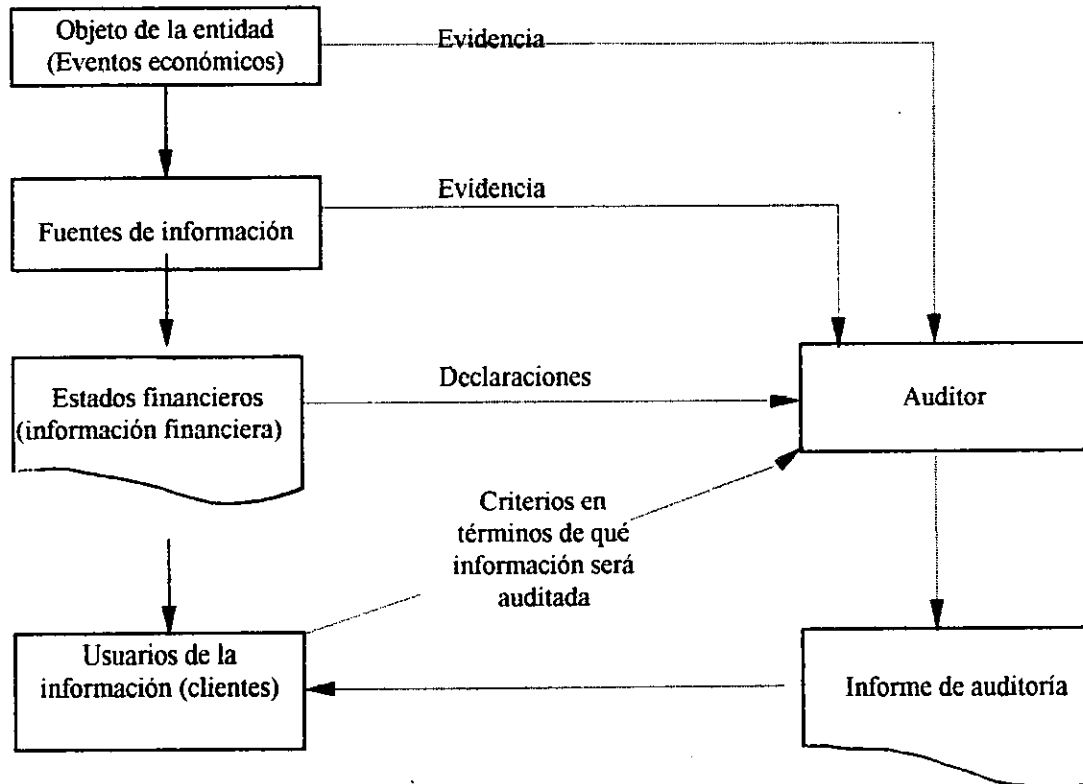 Objeto de la entidad
(Eventos económicos)
Evidencia
Evidencia
Fuentes de información
Estados financieros
(información financiera)
Declaraciones
Auditor
Criterios en
términos de qué
información será
auditada
Usuarios de la
información (clientes)
Informe de auditoría